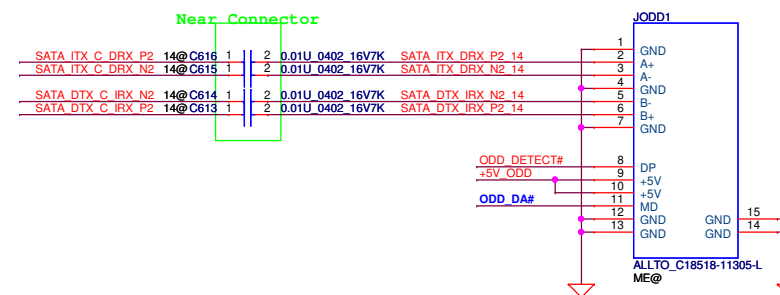 Near Connector
JODD1
1 GND
SATA_ITX_C_DRX_P2 14@ C616 1 2 0.01U_0402_16V7K SATA_ITX_DRX_P2_14 2 A+
SATA_ITX_C_DRX_N2 14@ C615 1 2 0.01U_0402_16V7K SATA_ITX_DRX_N2_14 3 A-
4 GND
SATA_DTX_C_IRX_N2 14@ C614 1 2 0.01U_0402_16V7K SATA_DTX_IRX_N2_14 5 B-
SATA_DTX_C_IRX_P2 14@ C613 1 2 0.01U_0402_16V7K SATA_DTX_IRX_P2_14 6 B+
7 GND
ODD_DETECT# 8 DP
+5V_ODD 9 +5V
10 +5V
ODD_DA# 11 MD
12 GND GND 15
13 GND GND 14
ALLTO_C18518-11305-L
ME@